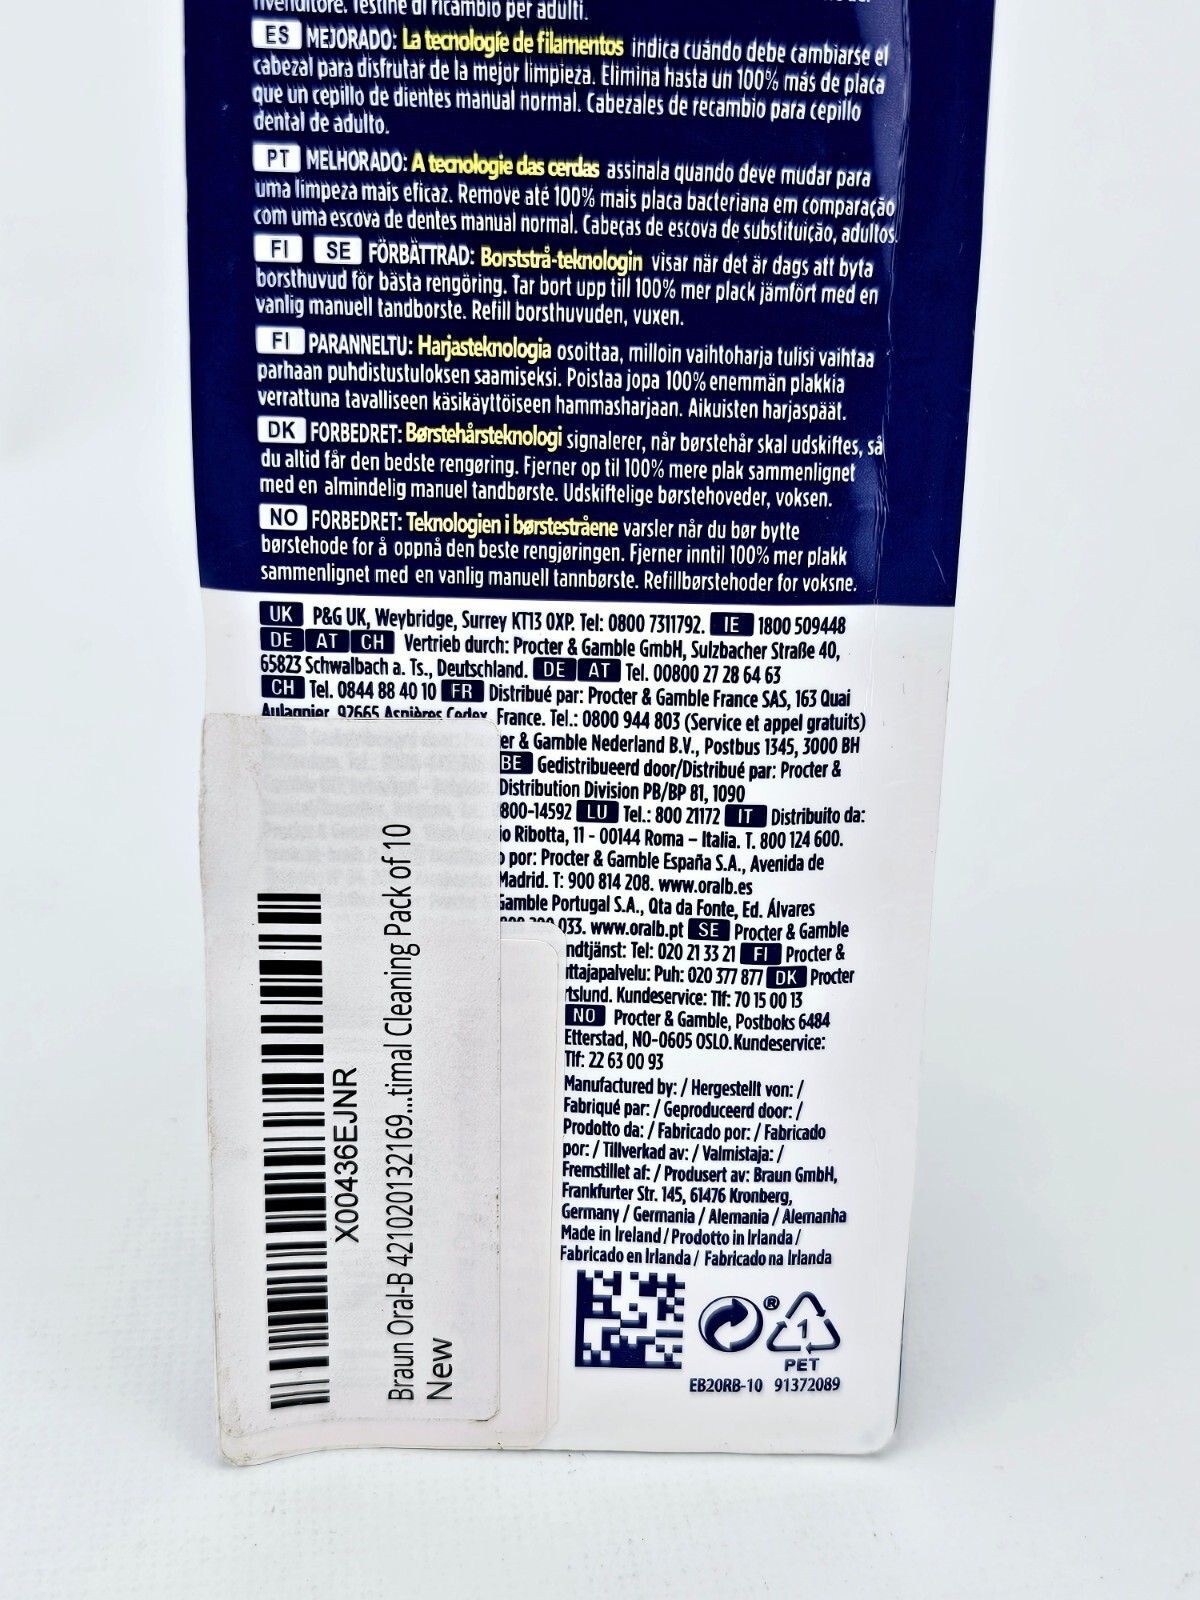 rivenditore. Testine di ricambio per adulti.
ES MEJORADO: La tecnologíe de filamentos indica cuándo debe cambiarse el
cabezal para disfrutar de la mejor limpieza. Elimina hasta un 100% más de placa
que un cepillo de dientes manual normal. Cabezales de recambio para cepillo
dental de adulto.
PT MELHORADO: A tecnologie das cerdas assinala quando deve mudar para
uma limpeza mais eficaz. Remove até 100% mais placa bacteriana em comparação
com uma escova de dentes manual normal. Cabeças de escova de substituição, adultos.
FI SE FÖRBÄTTRAD: Borststrå-teknologin visar när det är dags att byta
borsthuvud för bästa rengöring. Tar bort upp till 100% mer plack jämfört med en
vanlig manuell tandborste. Refill borsthuvuden, vuxen.
FI PARANNELTU: Harjasteknologia osoittaa, milloin vaihtoharja tulisi vaihtaa
parhaan puhdistustuloksen saamiseksi. Poistaa jopa 100% enemmän plakkia
verrattuna tavalliseen käsikäyttöiseen hammasharjaan. Aikuisten harjaspäät.
DK FORBEDRET: Børstehårsteknologi signalerer, når børstehår skal udskiftes, så
du altid får den bedste rengøring. Fjerner op til 100% mere plak sammenlignet
med en almindelig manuel tandbørste. Udskiftelige børstehoveder, voksen.
NO FORBEDRET: Teknologien i børstestråene varsler når du bør bytte
børstehode for å oppnå den beste rengjøringen. Fjerner inntil 100% mer plakk
sammenlignet med en vanlig manuell tannbørste. Refillbørstehoder for voksne.
UK P&G UK, Weybridge, Surrey KT13 0XP. Tel: 0800 7311792. IE 1800 509448
DE AT CH Vertrieb durch: Procter & Gamble GmbH, Sulzbacher Straße 40,
65823 Schwalbach a. Ts., Deutschland. DE AT Tel. 00800 27 28 64 63
CH Tel. 0844 88 40 10 FR Distribué par: Procter & Gamble France SAS, 163 Quai
Aulagnier, 92665 Asnières Cedex, France. Tel.: 0800 944 803 (Service et appel gratuits)
er & Gamble Nederland B.V., Postbus 1345, 3000 BH
BE Gedistribueerd door/Distribué par: Procter &
Distribution Division PB/BP 81, 1090
800-14592 LU Tel.: 800 21172 IT Distribuito da:
io Ribotta, 11 - 00144 Roma – Italia. T. 800 124 600.
por: Procter & Gamble España S.A., Avenida de
Madrid. T: 900 814 208. www.oralb.es
Gamble Portugal S.A., Qta da Fonte, Ed. Álvares
033. www.oralb.pt SE Procter & Gamble
ndtjänst: Tel: 020 21 33 21 FI Procter &
ttajapalvelu: Puh: 020 377 877 DK Procter
rtslund. Kundeservice: Tlf: 70 15 00 13
NO Procter & Gamble, Postboks 6484
Etterstad, NO-0605 OSLO. Kundeservice:
Tlf: 22 63 00 93
Manufactured by: / Hergestellt von: /
Fabriqué par: / Geproduceerd door: /
Prodotto da: / Fabricado por: / Fabricado
por: / Tillverkad av: / Valmistaja: /
Fremstillet af: / Produsert av: Braun GmbH,
Frankfurter Str. 145, 61476 Kronberg,
Germany / Germania / Alemania / Alemanha
Made in Ireland / Prodotto in Irlanda /
Fabricado en Irlanda / Fabricado na Irlanda
®
1
PET
EB20RB-10 91372089
X00436EJNR
Braun Oral-B 421020132169...timal Cleaning Pack of 10
New